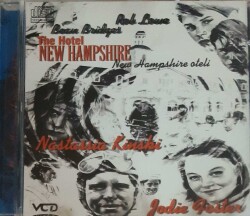 Rob Lowe
Beau Bridges
The Hotel
NEW HAMPSHIRE
New Hampshire oteli
Nastassia Kinski
Jodie Foster
VCD